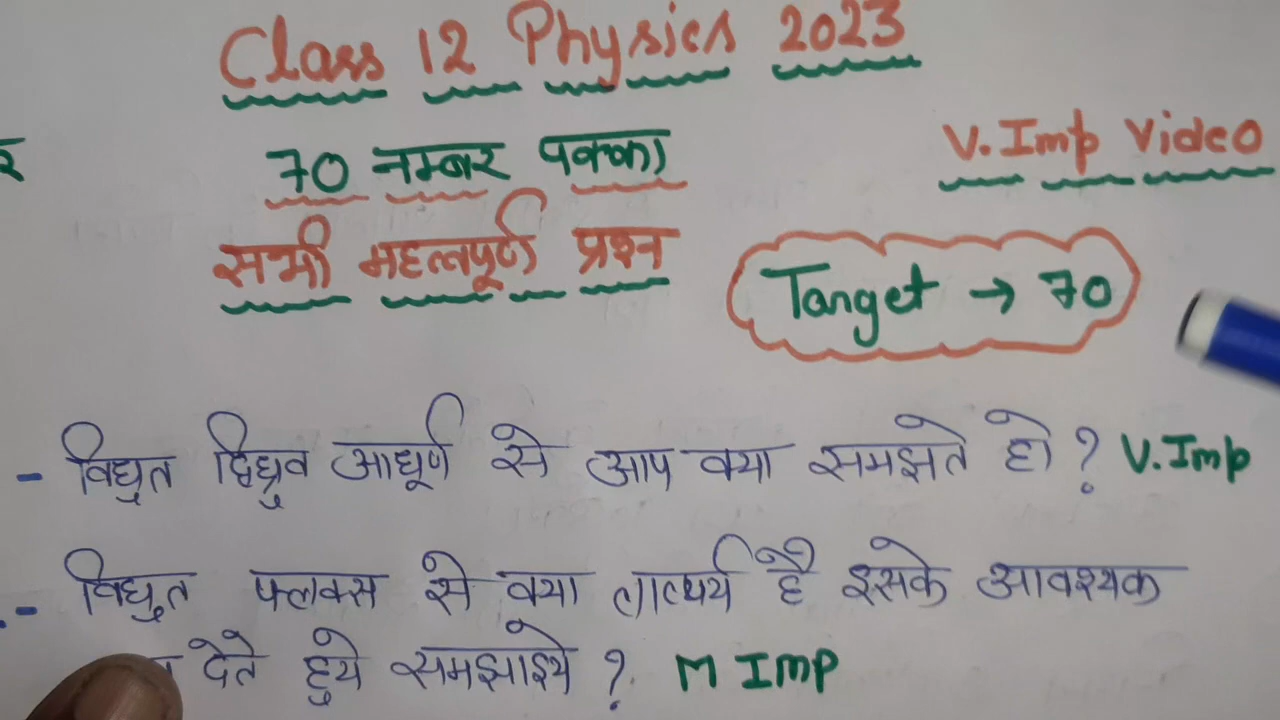 Class 12 Physics 2023
70 नम्बर पक्का
V. Imp Video
सभी महत्वपूर्ण प्रश्न
Target → 70
- विधुत द्विध्रुव आधूर्ण से आप क्या समझते हो ? V. Imp
- विधुत फ्लक्स से क्या तात्पर्य है इसके आवश्यक
देते हुये समझाइये ? M Imp